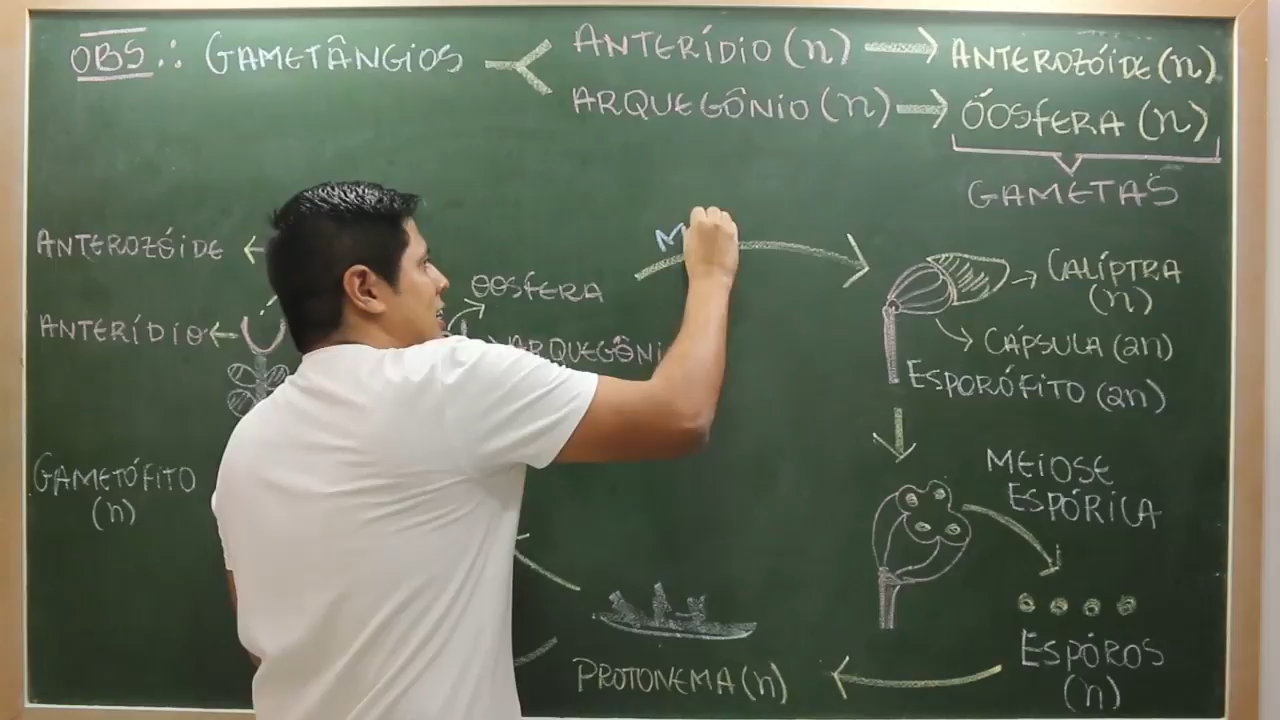 OBS.: GAMETÂNGIOS
ANTERÍDIO (n)
ANTEROZÓIDE (n)
ARQUEGÔNIO (n)
ÓOSFERA (n)
GAMETAS
ANTEROZÓIDE
OOSFERA
M
CALÍPTRA
(n)
ANTERÍDIO
CÁPSULA (2n)
ESPORÓFITO (2n)
GAMETÓFITO
(n)
MEIOSE
ESPÓRICA
PROTONEMA (n)
ESPÓROS
(n)